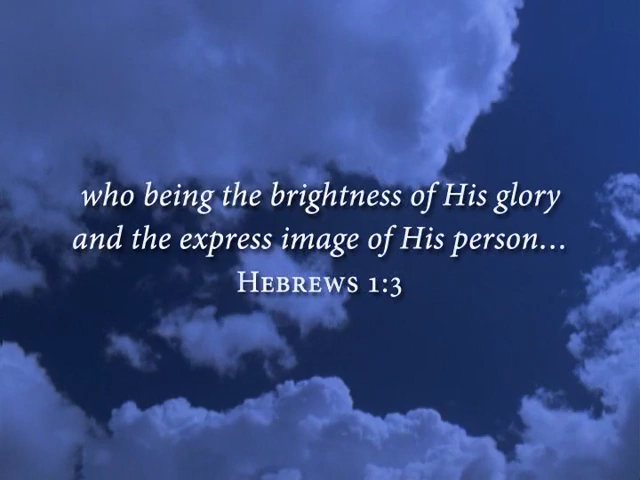 who being the brightness of His glory
and the express image of His person...
Hebrews 1:3